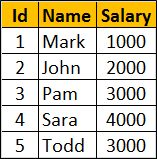 Id Name Salary
1 Mark 1000
2 John 2000
3 Pam 3000
4 Sara 4000
5 Todd 3000